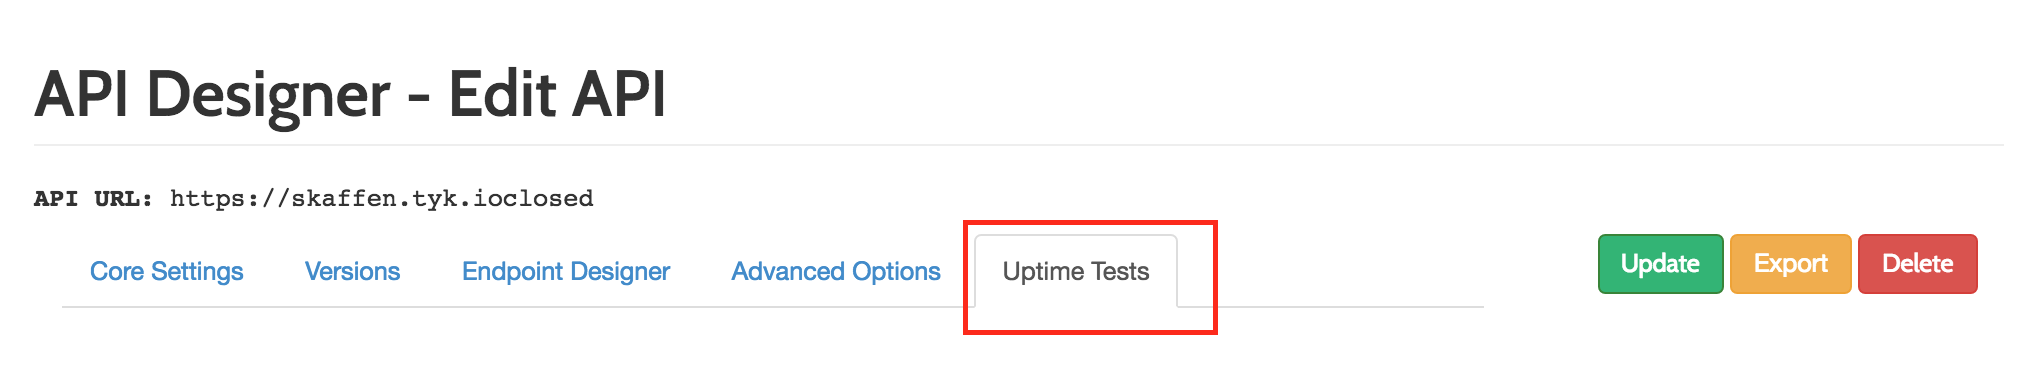 API Designer - Edit API
API URL: https://skaffen.tyk.ioclosed
Core Settings Versions Endpoint Designer Advanced Options Uptime Tests Update Export Delete